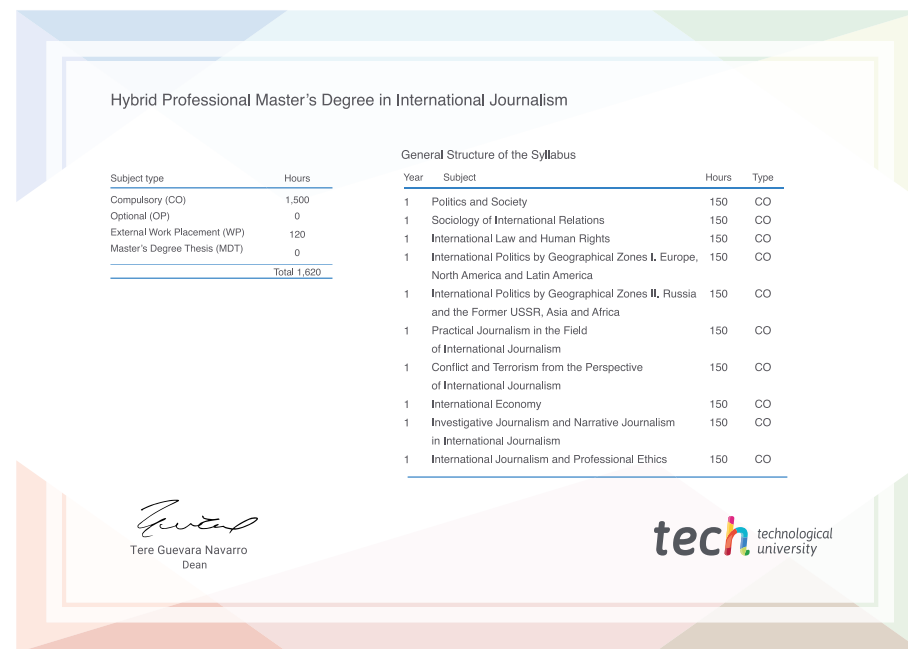 Hybrid Professional Master's Degree in International Journalism
Subject type Hours
Compulsory (CO) 1,500
Optional (OP) 0
External Work Placement (WP) 120
Master's Degree Thesis (MDT) 0
Total 1,620
General Structure of the Syllabus
Year Subject Hours Type
1 Politics and Society 150 CO
1 Sociology of International Relations 150 CO
1 International Law and Human Rights 150 CO
1 International Politics by Geographical Zones I. Europe, 150 CO
North America and Latin America
1 International Politics by Geographical Zones II. Russia 150 CO
and the Former USSR, Asia and Africa
1 Practical Journalism in the Field 150 CO
of International Journalism
1 Conflict and Terrorism from the Perspective 150 CO
of International Journalism
1 International Economy 150 CO
1 Investigative Journalism and Narrative Journalism 150 CO
in International Journalism
1 International Journalism and Professional Ethics 150 CO
Tere Guevara Navarro
Dean
tech technological
university